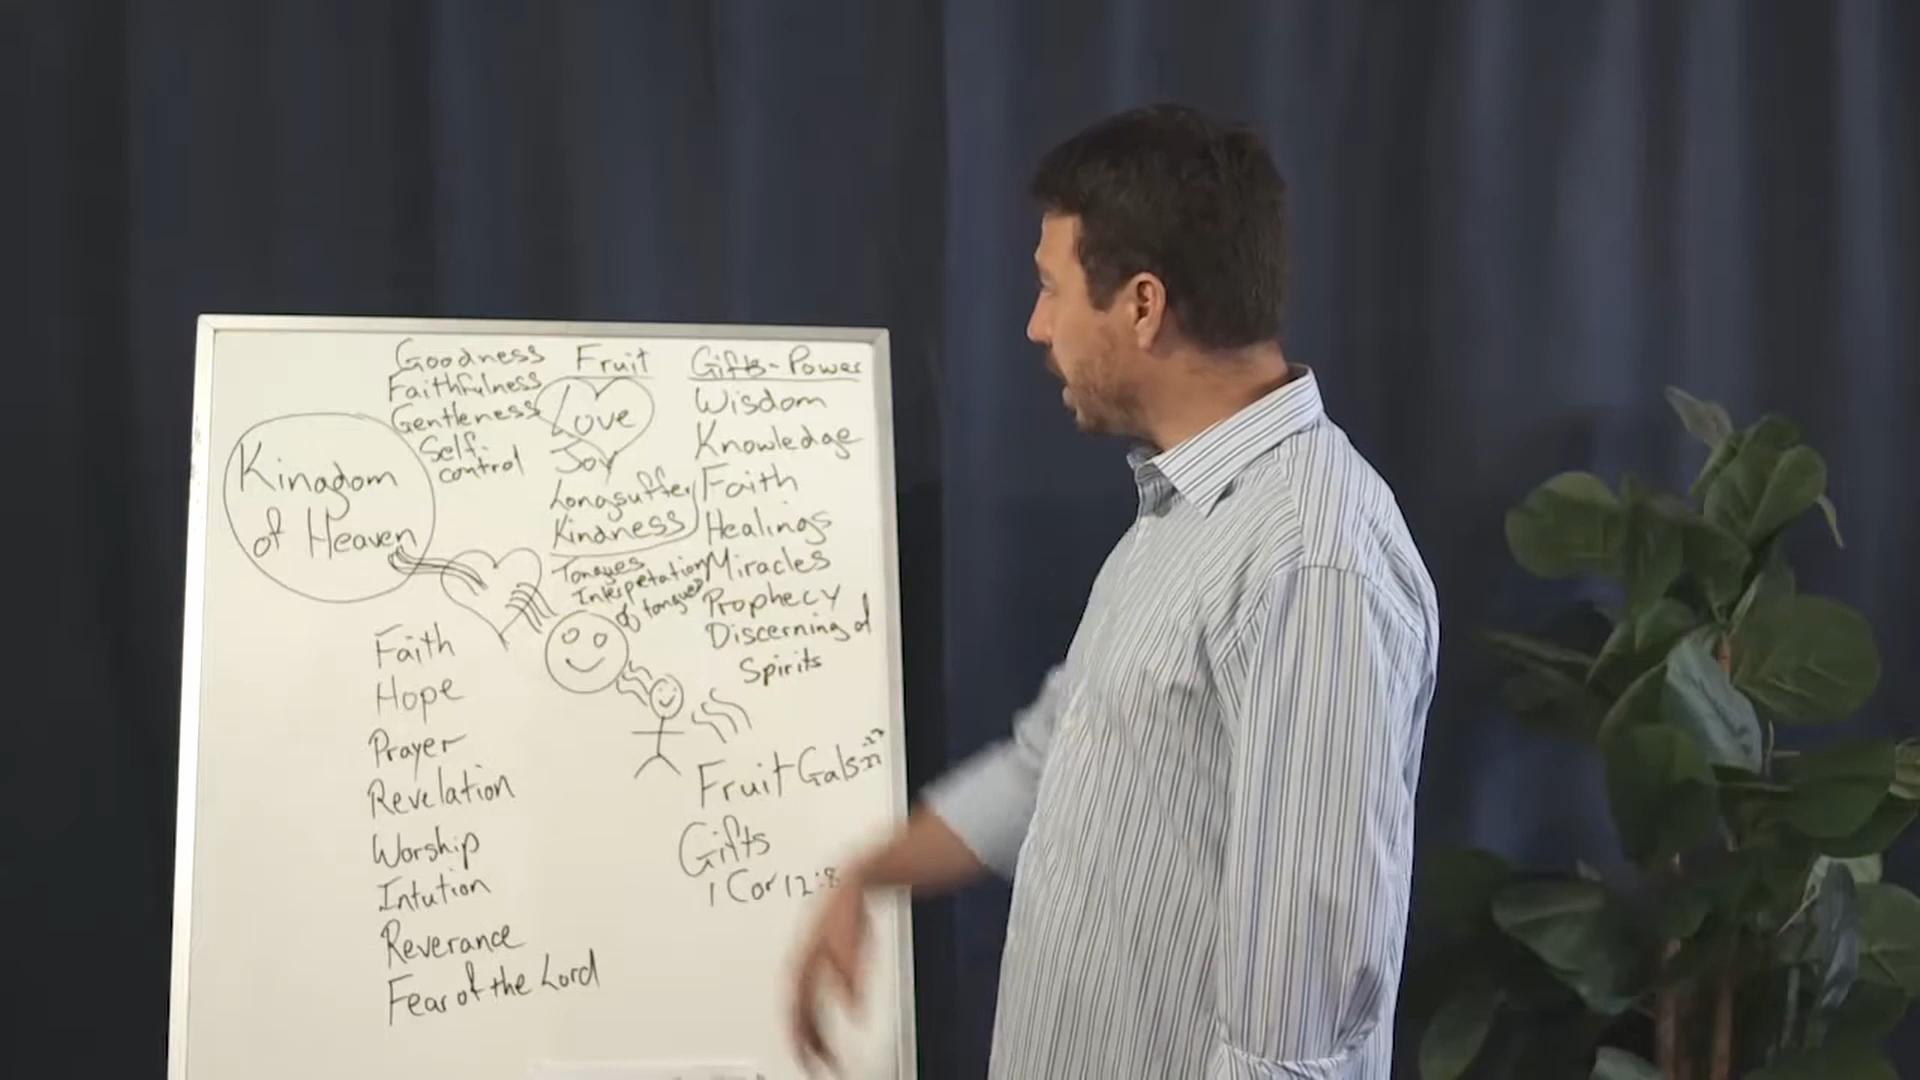 Goodness
Faithfulness
Gentleness
Self-
control
Fruit
Love
Joy
Longsuffer
Kindness
Tongues
Interpetation
of tongues
Gifts-Power
Wisdom
Knowledge
Faith
Healings
Miracles
Prophecy
Discerning of
Spirits
Kingdom
of Heaven
Faith
Hope
Prayer
Revelation
Worship
Intution
Reverance
Fear of the Lord
Fruit Gal
Gifts
1 Cor 12:8